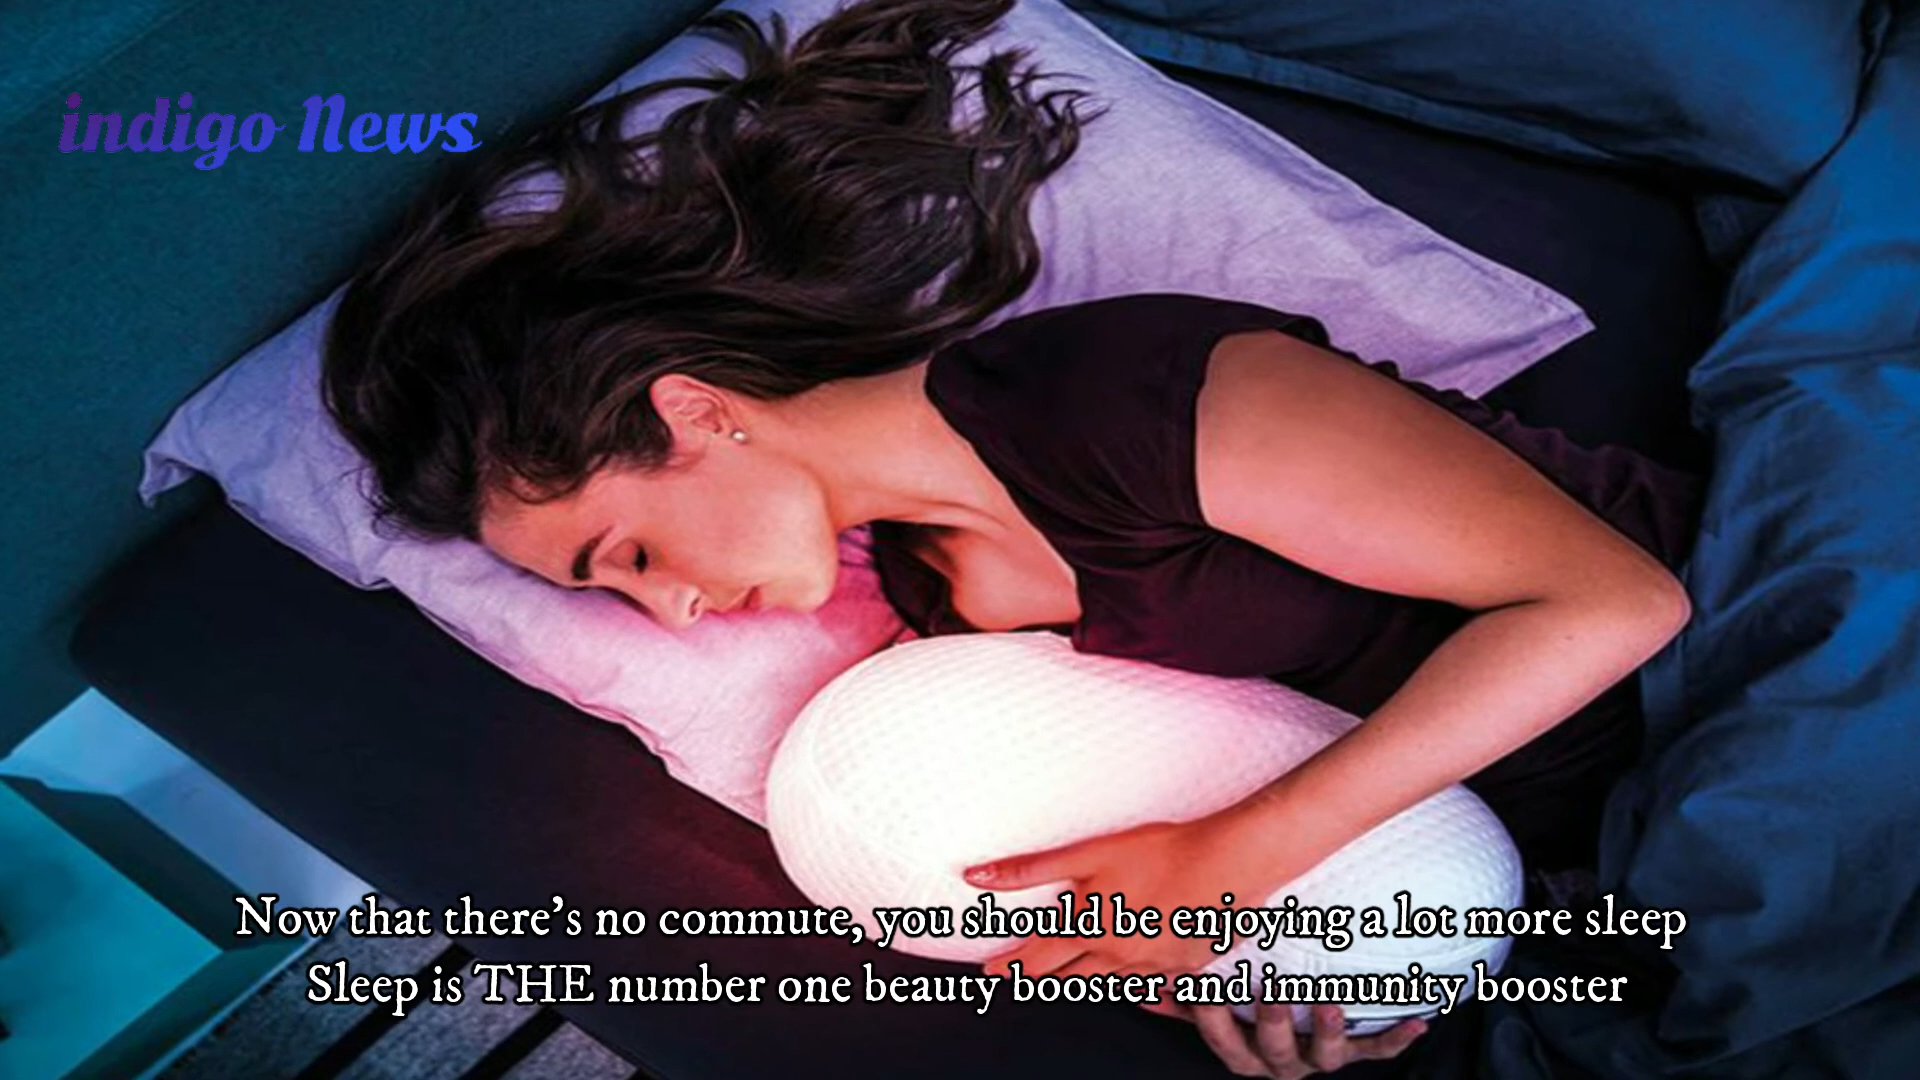 indigo News
Now that there's no commute, you should be enjoying a lot more sleep
Sleep is THE number one beauty booster and immunity booster